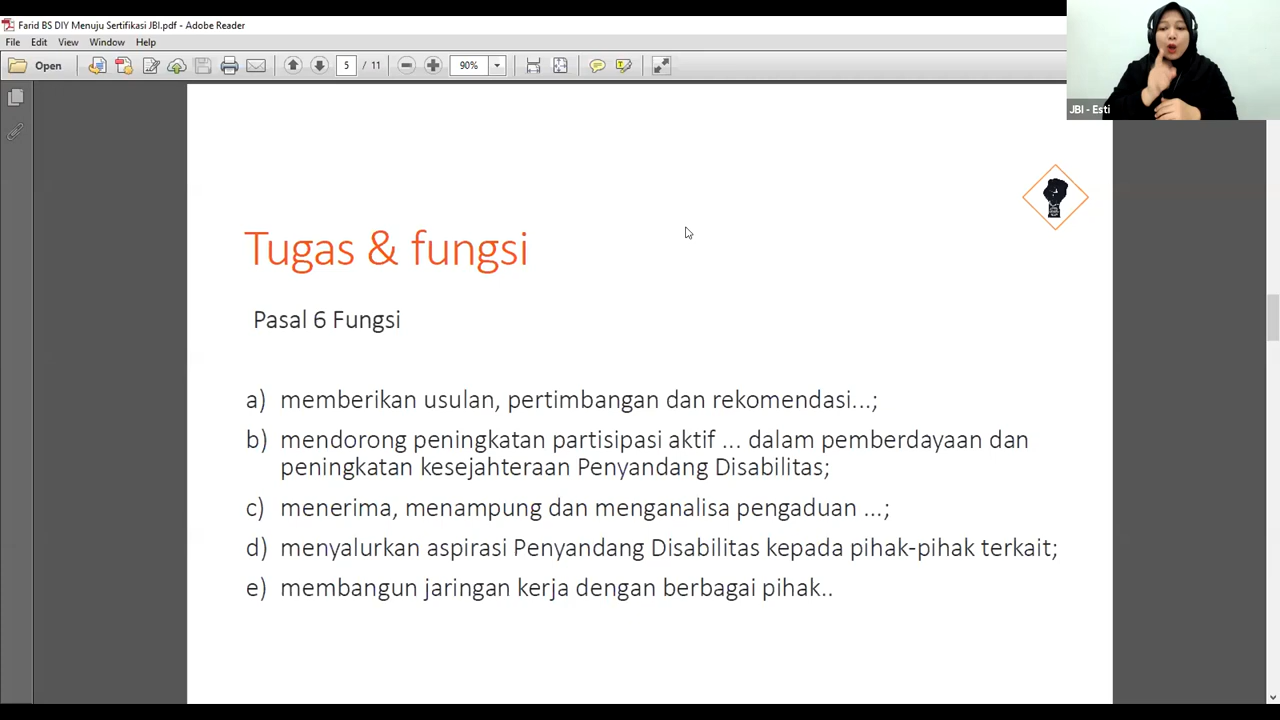 Farid BS DIY Menuju Sertifikasi JBI.pdf - Adobe Reader
File Edit View Window Help
Open 5 / 11 90%
JBI - Esti
Tugas & fungsi
Pasal 6 Fungsi
a) memberikan usulan, pertimbangan dan rekomendasi...;
b) mendorong peningkatan partisipasi aktif ... dalam pemberdayaan dan
peningkatan kesejahteraan Penyandang Disabilitas;
c) menerima, menampung dan menganalisa pengaduan ...;
d) menyalurkan aspirasi Penyandang Disabilitas kepada pihak-pihak terkait;
e) membangun jaringan kerja dengan berbagai pihak..